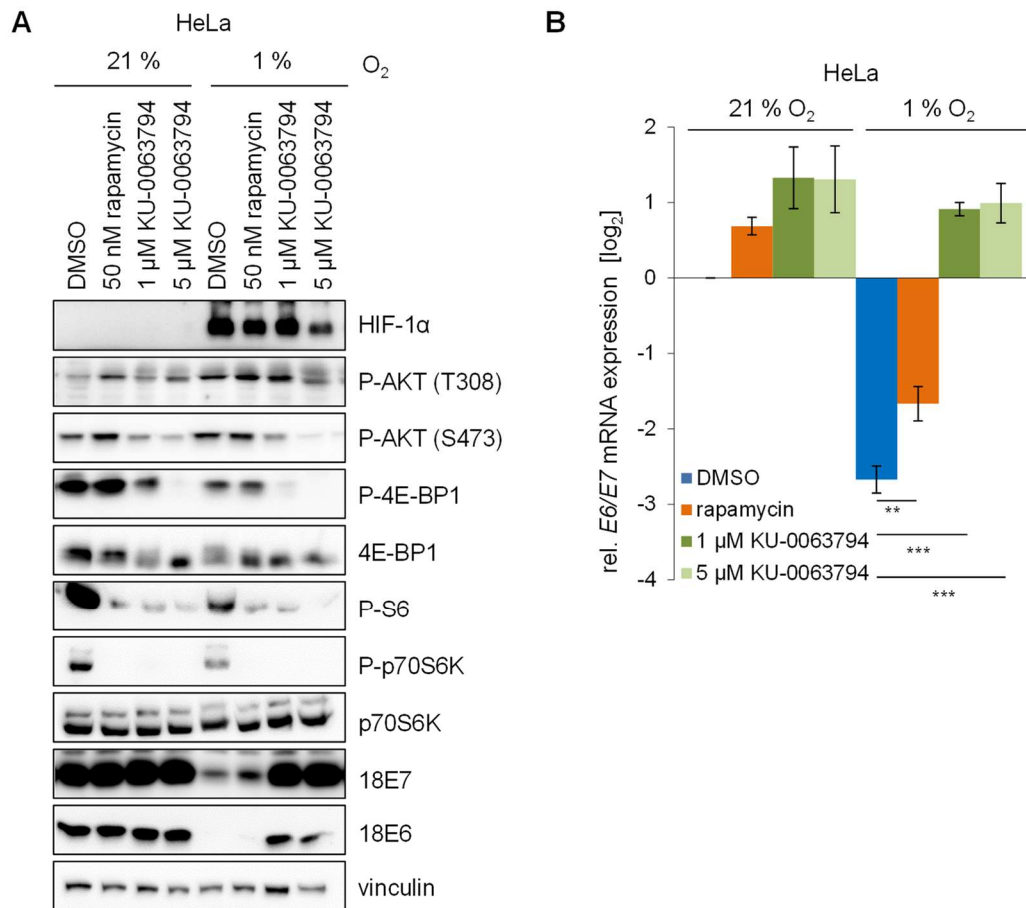 A
HeLa
21 %
1 %
O₂
DMSO
50 nM rapamycin
1 µM KU-0063794
5 µM KU-0063794
DMSO
50 nM rapamycin
1 µM KU-0063794
5 µM KU-0063794
HIF-1α
P-AKT (T308)
P-AKT (S473)
P-4E-BP1
4E-BP1
P-S6
P-p70S6K
p70S6K
18E7
18E6
vinculin
B
HeLa
21 % O₂
1 % O₂
rel. E6/E7 mRNA expression [log₂]
2
1
0
-1
-2
-3
-4
DMSO
rapamycin
1 µM KU-0063794
5 µM KU-0063794
**
***
***